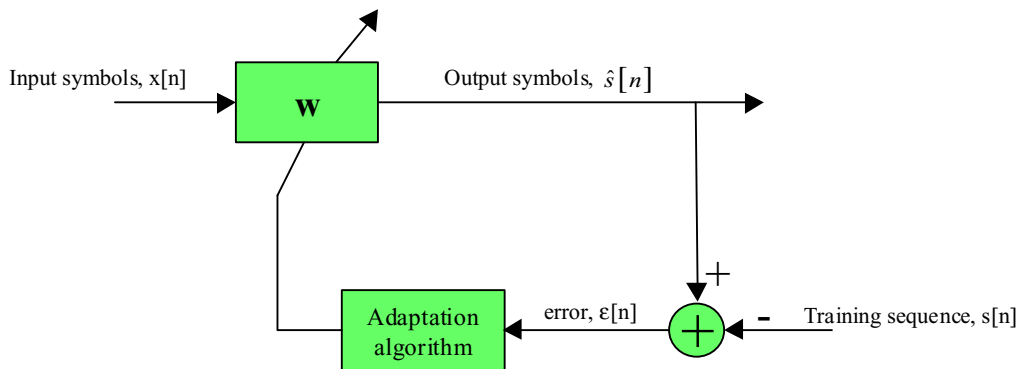 Input symbols, x[n]
Output symbols, ŝ[n]
w
+
Adaptation
algorithm
error, ε[n]
+
-
Training sequence, s[n]